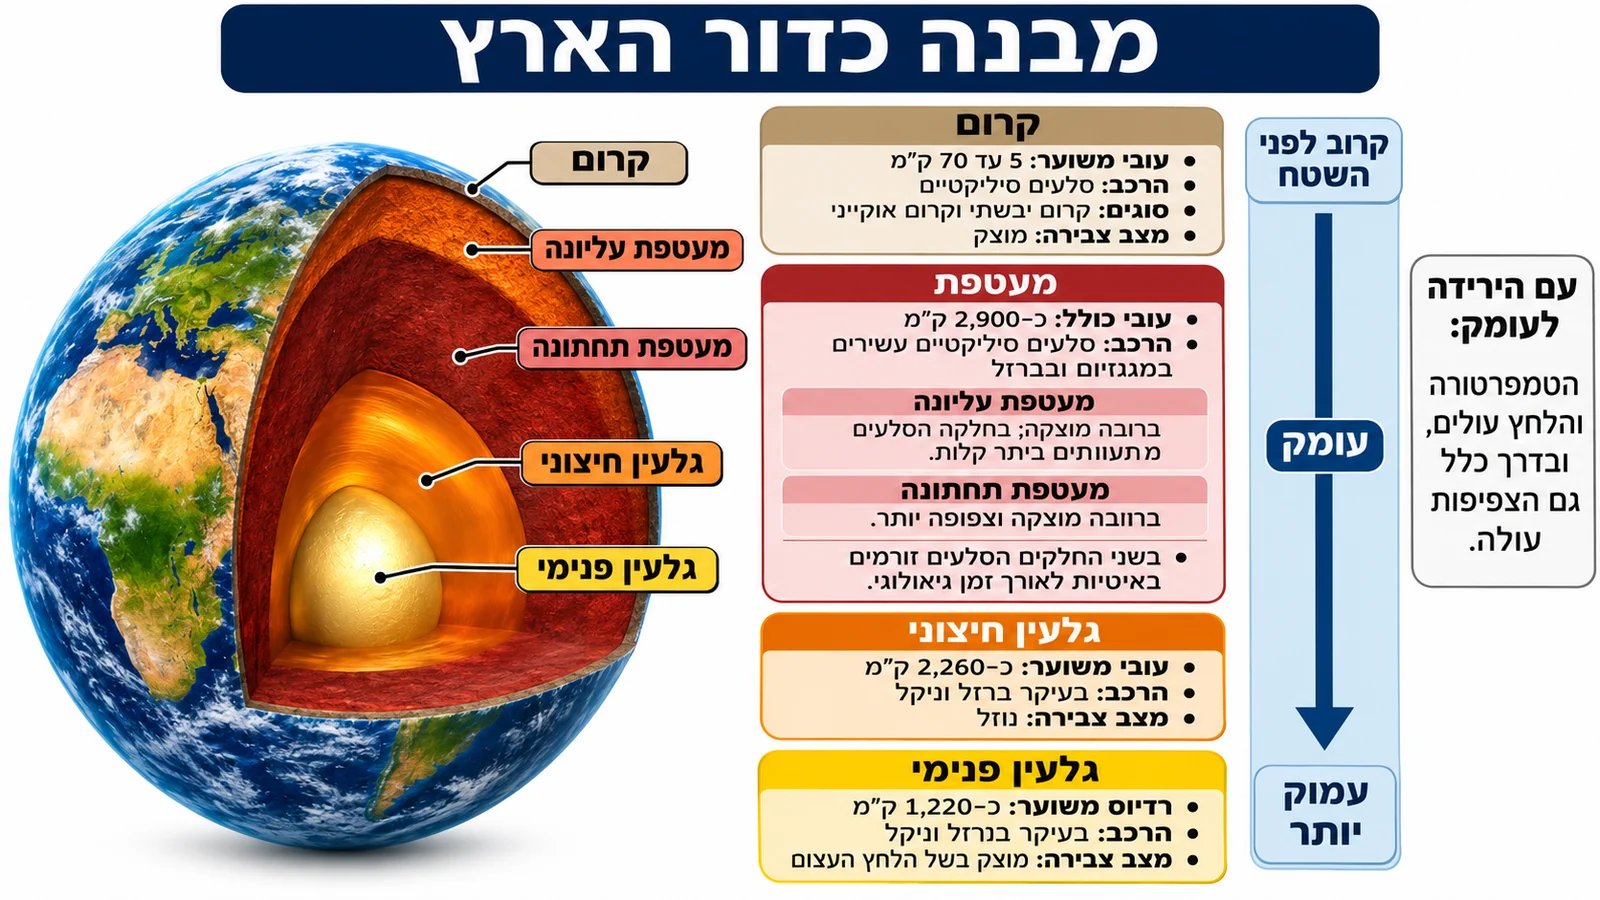 מבנה כדור הארץ
קרום
מעטפת עליונה
מעטפת תחתונה
גלעין חיצוני
גלעין פנימי
קרום
• עובי משוער: 5 עד 70 ק"מ
• הרכב: סלעים סיליקטיים
• סוגים: קרום יבשתי וקרום אוקייני
• מצב צבירה: מוצק
מעטפת
• עובי כולל: כ-2,900 ק"מ
• הרכב: סלעים סיליקטיים עשירים
במגגזיום ובברזל
מעטפת עליונה
ברובה מוצקה; בחלקה הסלעים
מתעוותים ביתר קלות.
מעטפת תחתונה
ברוובה מוצקה וצפופה יותר.
• בשני החלקים הסלעים זורמים
באיטיות לאורך זמן גיאולוגי.
גלעין חיצוני
• עובי משוער: כ-2,260 ק"מ
• הרכב: בעיקר ברזל וניקל
• מצב צבירה: נוזל
גלעין פנימי
• רדיוס משוער: כ-1,220 ק"מ
• הרכב: בעיקר בנרזל וניקל
• מצב צבירה: מוצק בשל הלחץ העצום
קרוב לפני
השטח
עומק
עמוק
יותר
עם הירידה
לעומק:
הטמפרטורה
והלחץ עולים,
ובדרך כלל
גם הצפיפות
עולה.